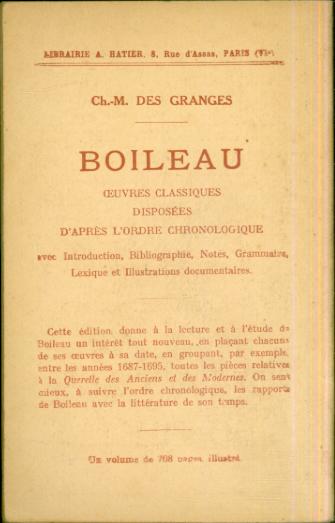 LIBRAIRIE A. HATIER, 8, Rue d'Assas, PARIS (VIe)
Ch.-M. DES GRANGES
BOILEAU
ŒUVRES CLASSIQUES
DISPOSÉES
D'APRÈS L'ORDRE CHRONOLOGIQUE
avec Introduction, Bibliographie, Notes, Grammaire,
Lexique et Illustrations documentaires.
Cette édition donne à la lecture et à l'étude de
Boileau un intérêt tout nouveau, en plaçant chacune
de ses œuvres à sa date, en groupant, par exemple,
entre les années 1687-1695, toutes les pièces relatives
à la Querelle des Anciens et des Modernes. On sent
mieux, à suivre l'ordre chronologique, les rapports
de Boileau avec la littérature de son temps.
Un volume de 768 pages, illustré.